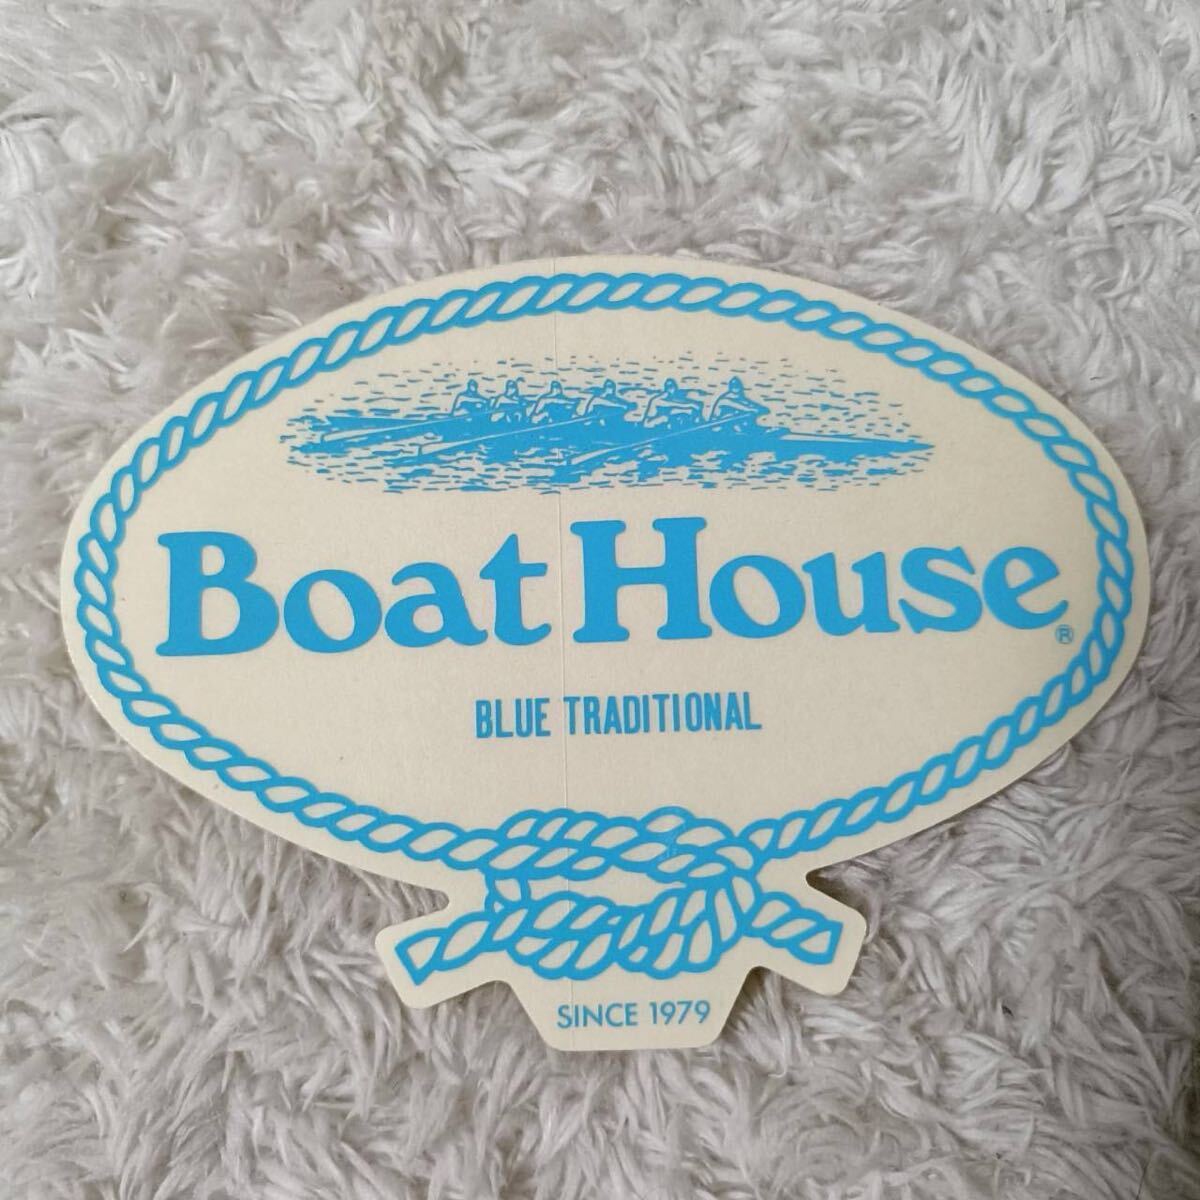 Boat House®
BLUE TRADITIONAL
SINCE 1979